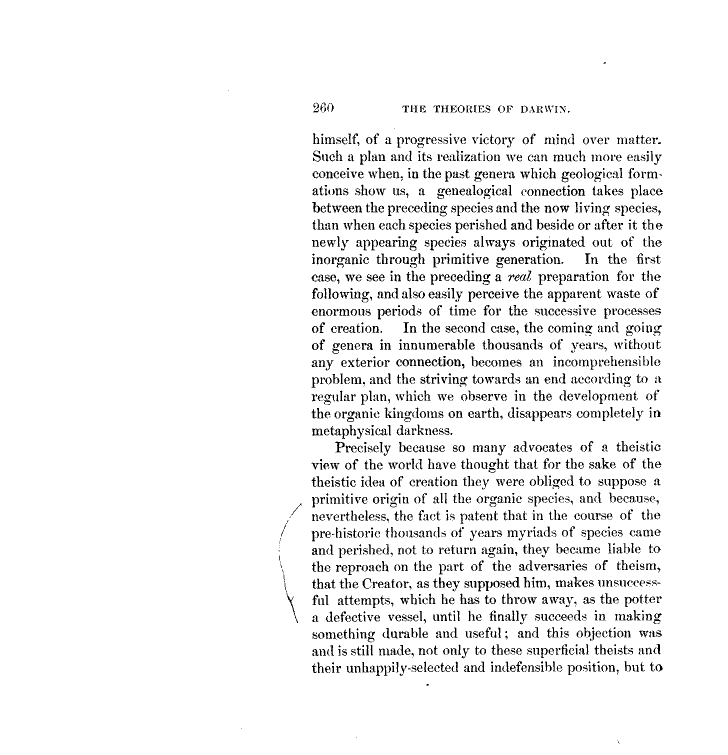 260 THE THEORIES OF DARWIN.
himself, of a progressive victory of mind over matter.
Such a plan and its realization we can much more easily
conceive when, in the past genera which geological form-
ations show us, a genealogical connection takes place
between the preceding species and the now living species,
than when each species perished and beside or after it the
newly appearing species always originated out of the
inorganic through primitive generation. In the first
case, we see in the preceding a real preparation for the
following, and also easily perceive the apparent waste of
enormous periods of time for the successive processes
of creation. In the second case, the coming and going
of genera in innumerable thousands of years, without
any exterior connection, becomes an incomprehensible
problem, and the striving towards an end according to a
regular plan, which we observe in the development of
the organic kingdoms on earth, disappears completely in
metaphysical darkness.
Precisely because so many advocates of a theistic
view of the world have thought that for the sake of the
theistic idea of creation they were obliged to suppose a
primitive origin of all the organic species, and because,
nevertheless, the fact is patent that in the course of the
pre-historic thousands of years myriads of species came
and perished, not to return again, they became liable to
the reproach on the part of the adversaries of theism,
that the Creator, as they supposed him, makes unsuccess-
ful attempts, which he has to throw away, as the potter
a defective vessel, until he finally succeeds in making
something durable and useful; and this objection was
and is still made, not only to these superficial theists and
their unhappily-selected and indefensible position, but to